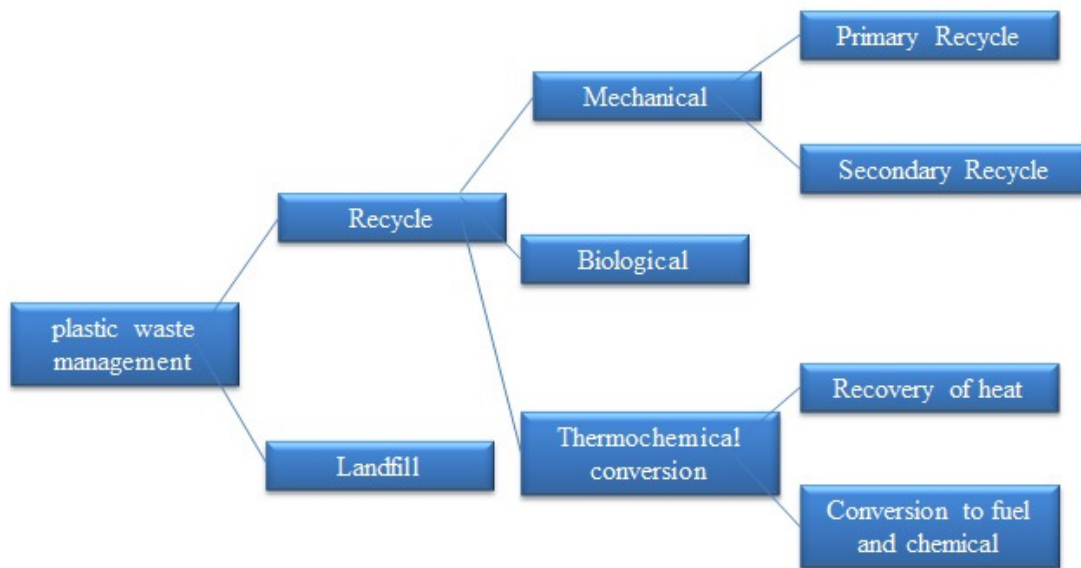 Primary Recycle
Mechanical
Secondary Recycle
Recycle
Biological
plastic waste
management
Recovery of heat
Thermochemical
conversion
Landfill
Conversion to fuel
and chemical